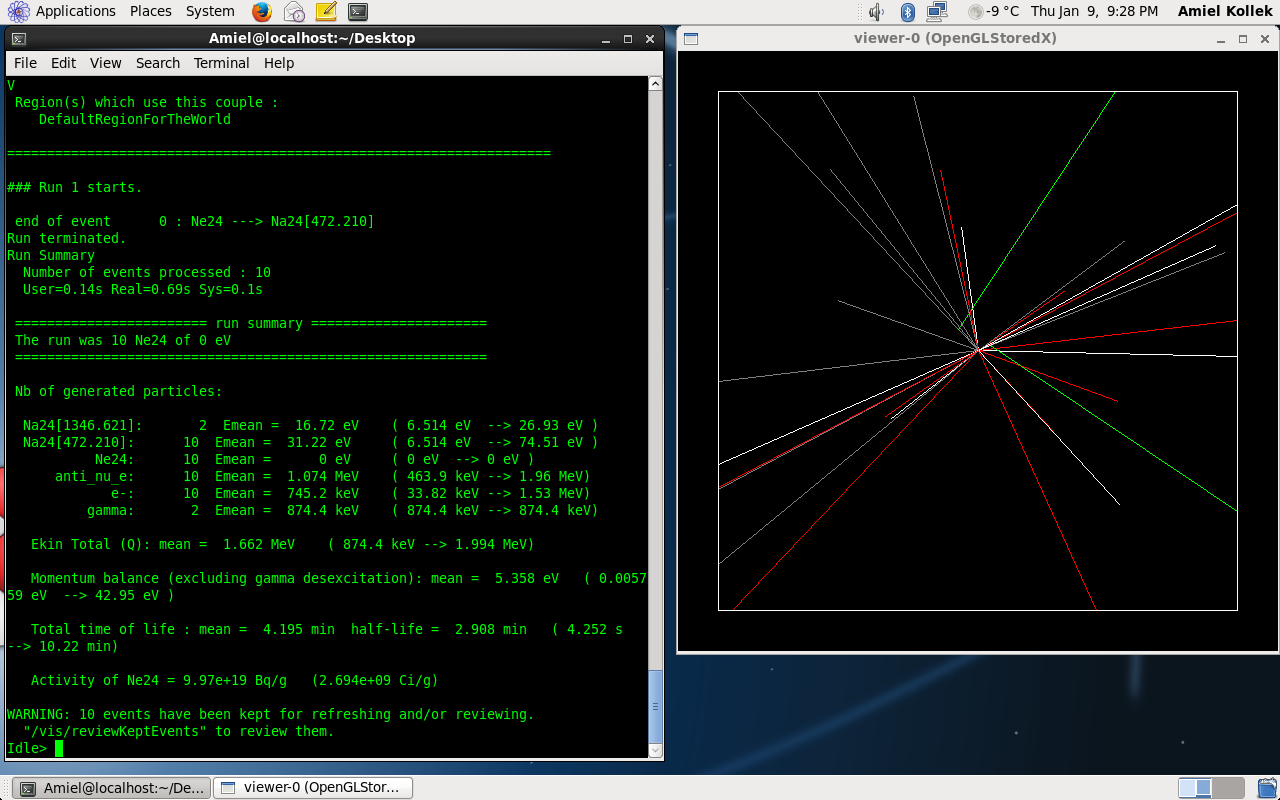 Applications Places System -9 °C Thu Jan 9, 9:28 PM Amiel Kollek
Amiel@localhost:~/Desktop
File Edit View Search Terminal Help
V
Region(s) which use this couple :
DefaultRegionForTheWorld
====================================================================
### Run 1 starts.
end of event 0 : Ne24 ---> Na24[472.210]
Run terminated.
Run Summary
Number of events processed : 10
User=0.14s Real=0.69s Sys=0.1s
======================== run summary ======================
The run was 10 Ne24 of 0 eV
===========================================================
Nb of generated particles:
Na24[1346.621]: 2 Emean = 16.72 eV ( 6.514 eV --> 26.93 eV )
Na24[472.210]: 10 Emean = 31.22 eV ( 6.514 eV --> 74.51 eV )
Ne24: 10 Emean = 0 eV ( 0 eV --> 0 eV )
anti_nu_e: 10 Emean = 1.074 MeV ( 463.9 keV --> 1.96 MeV)
e-: 10 Emean = 745.2 keV ( 33.82 keV --> 1.53 MeV)
gamma: 2 Emean = 874.4 keV ( 874.4 keV --> 874.4 keV)
Ekin Total (Q): mean = 1.662 MeV ( 874.4 keV --> 1.994 MeV)
Momentum balance (excluding gamma desexcitation): mean = 5.358 eV ( 0.0057
59 eV --> 42.95 eV )
Total time of life : mean = 4.195 min half-life = 2.908 min ( 4.252 s
--> 10.22 min)
Activity of Ne24 = 9.97e+19 Bq/g (2.694e+09 Ci/g)
WARNING: 10 events have been kept for refreshing and/or reviewing.
"/vis/reviewKeptEvents" to review them.
Idle>
viewer-0 (OpenGLStoredX)
Amiel@localhost:~/De... viewer-0 (OpenGLStor...